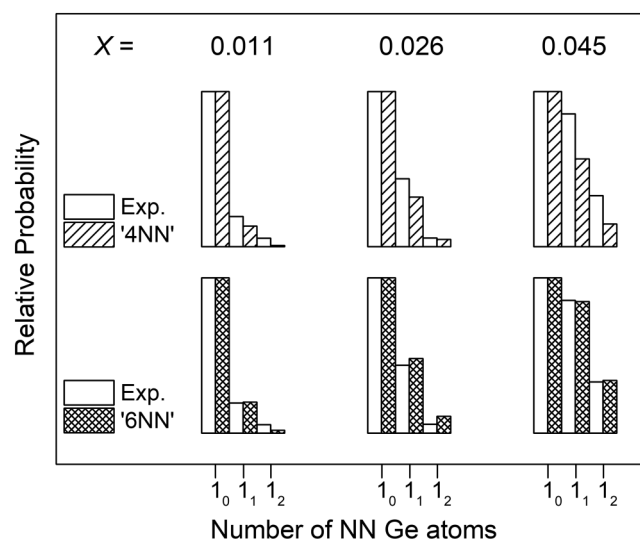 X = 0.011 0.026 0.045
Relative Probability
Exp.
'4NN'
Exp.
'6NN'
1₀ 1₁ 1₂ 1₀ 1₁ 1₂ 1₀ 1₁ 1₂
Number of NN Ge atoms